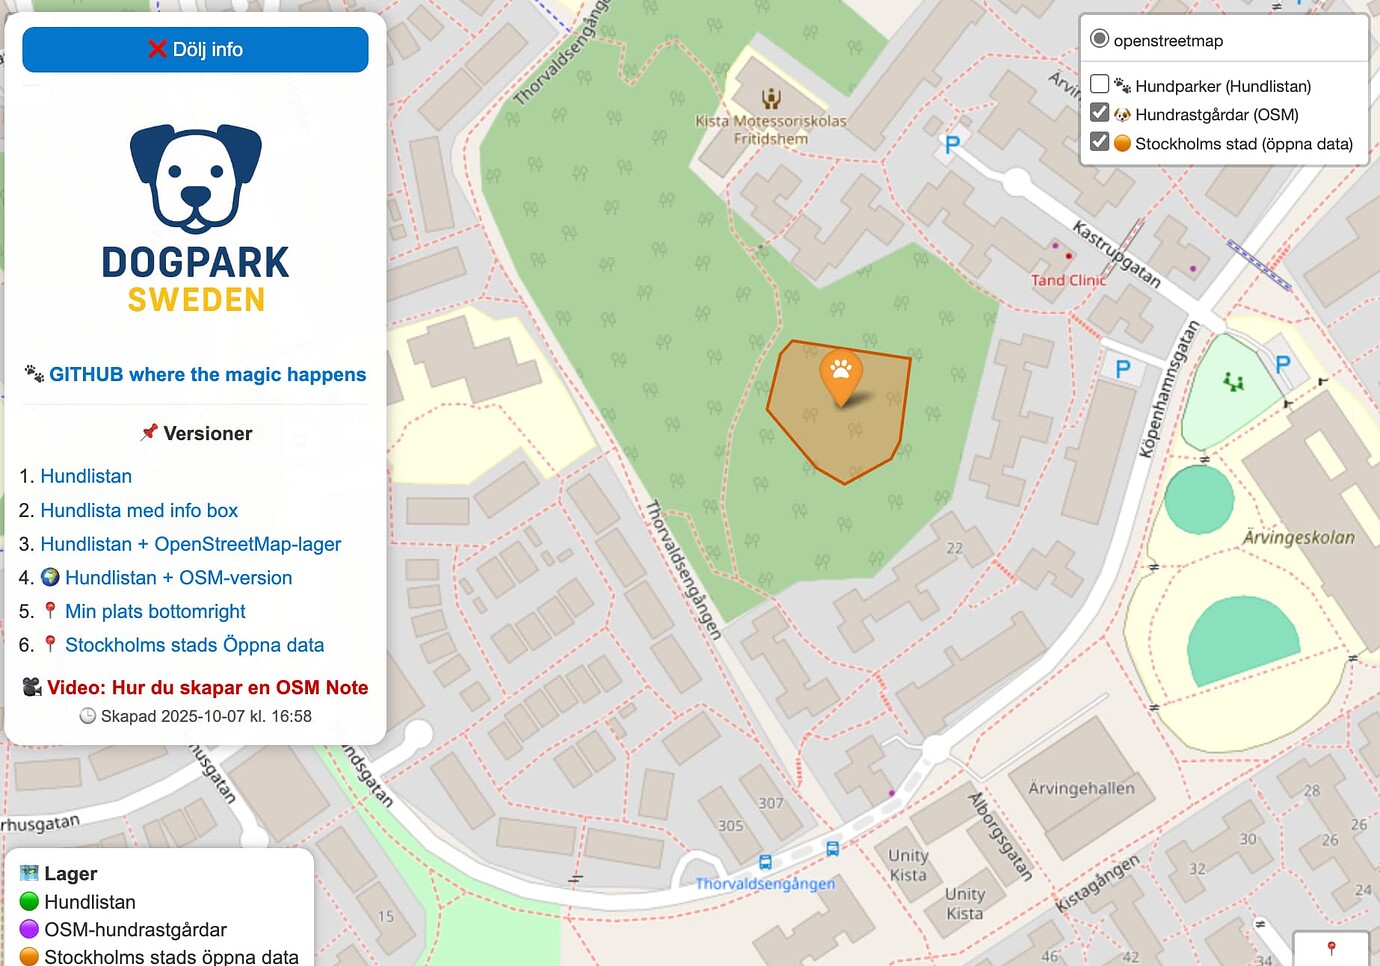 ❌ Dölj info
DOGPARK
SWEDEN
🐾 GITHUB where the magic happens
📌 Versioner
1. Hundlistan
2. Hundlista med info box
3. Hundlistan + OpenStreetMap-lager
4. 🌍 Hundlistan + OSM-version
5. 📍 Min plats bottomright
6. 📍 Stockholms stads Öppna data
🎥 Video: Hur du skapar en OSM Note
🕒 Skapad 2025-10-07 kl. 16:58
🗺️ Lager
Hundlistan
OSM-hundrastgårdar
Stockholms stads öppna data
openstreetmap
🐾 Hundparker (Hundlistan)
🐶 Hundrastgårdar (OSM)
🟠 Stockholms stad (öppna data)
Thorvaldsengången
Kista Motessoriskolas
Fritidshem
P
Kastrupgatan
Tand Clinic
P
P
Köpenhamnsgatan
Ärvingeskolan
22
Thorvaldsengången
Ärvingehallen
307
305
Ålborgsgatan
Unity
Kista
Unity
Kista
Thorvaldsengången
Kistagången
28
26
30
26
32
24
34
46
42
15